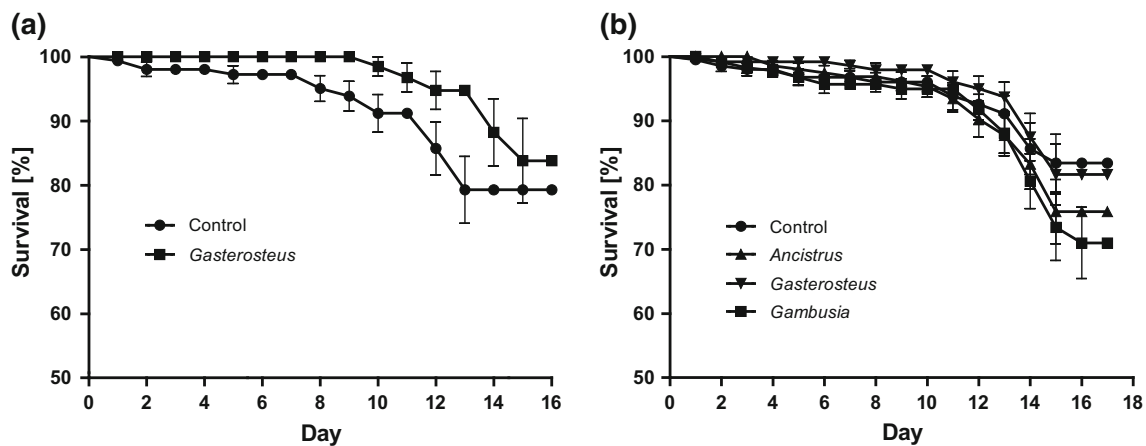 (a)
100
90
80
70
60
50
Survival [%]
Control
Gasterosteus
0 2 4 6 8 10 12 14 16
Day
(b)
100
90
80
70
60
50
Survival [%]
Control
Ancistrus
Gasterosteus
Gambusia
0 2 4 6 8 10 12 14 16 18
Day